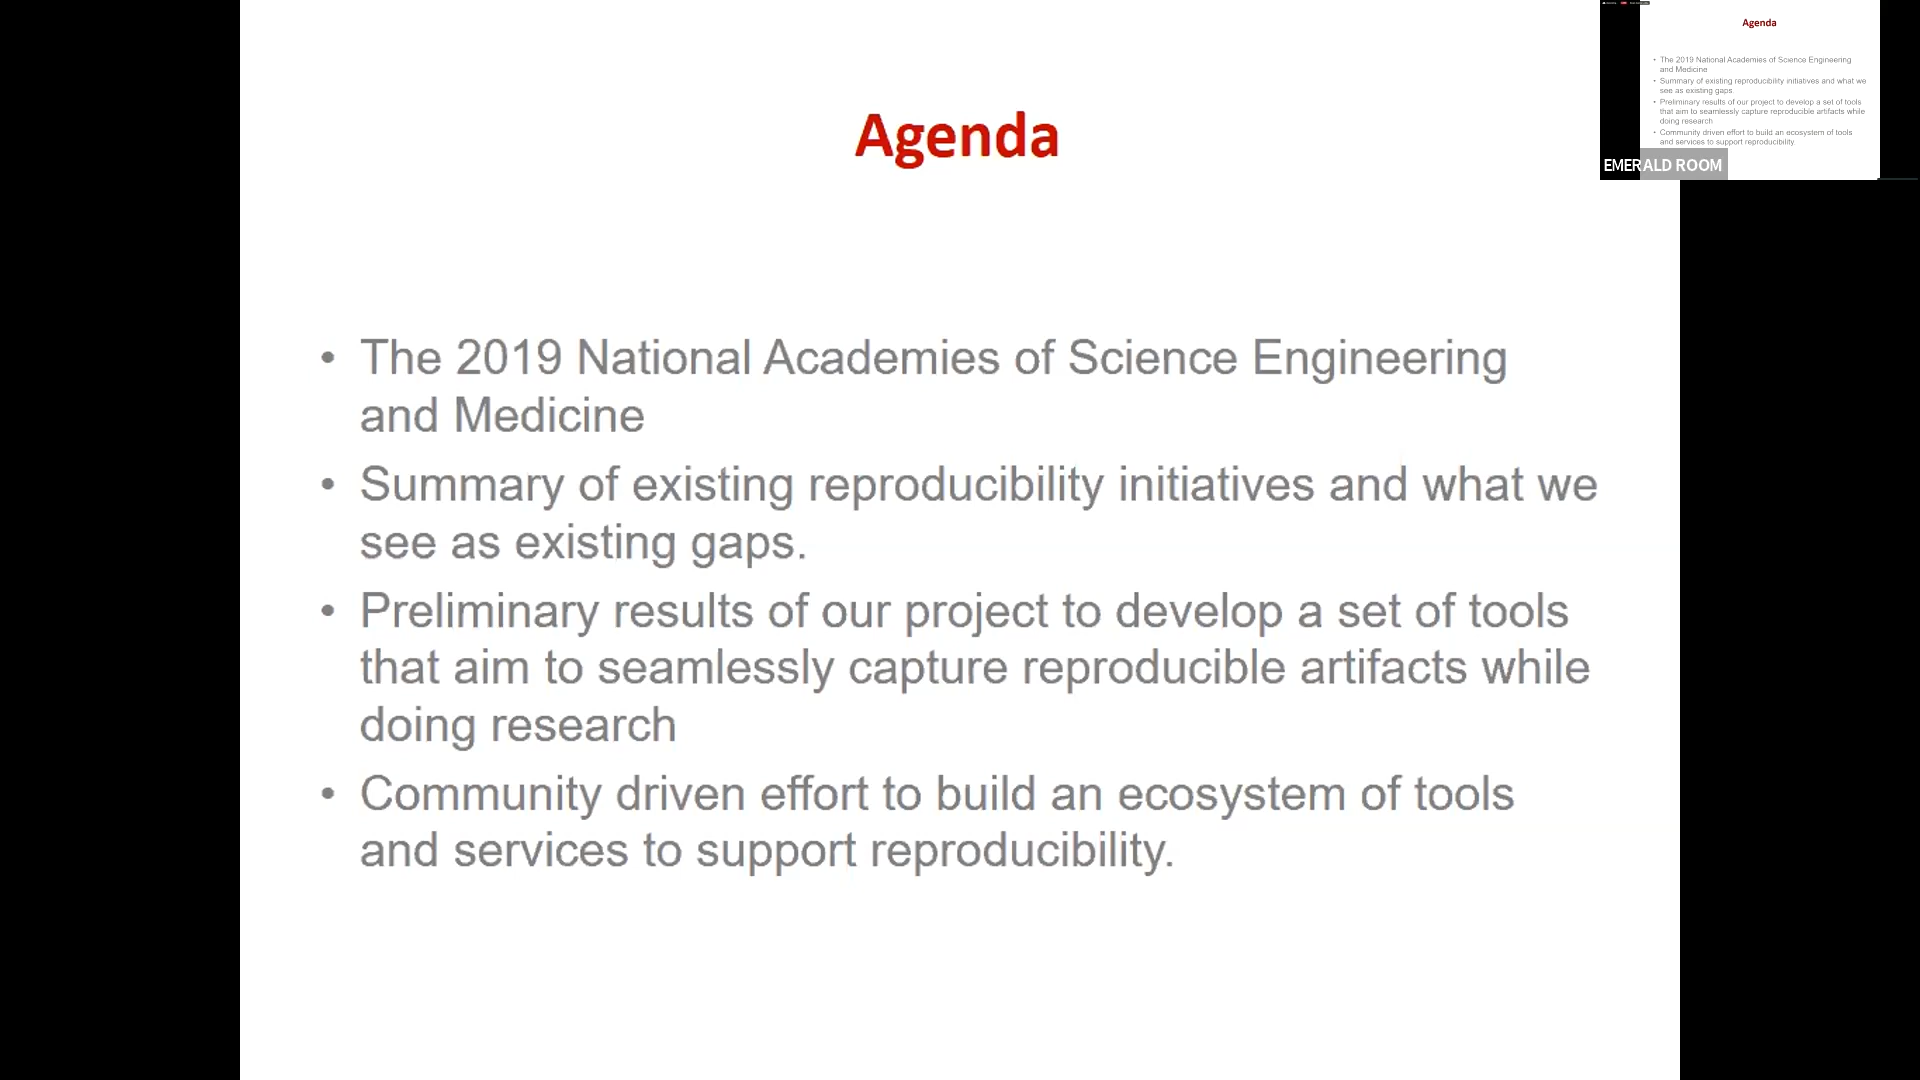 Agenda
• The 2019 National Academies of Science Engineering
and Medicine
• Summary of existing reproducibility initiatives and what we
see as existing gaps.
• Preliminary results of our project to develop a set of tools
that aim to seamlessly capture reproducible artifacts while
doing research
• Community driven effort to build an ecosystem of tools
and services to support reproducibility.
Agenda
• The 2019 National Academies of Science Engineering
and Medicine
• Summary of existing reproducibility initiatives and what we
see as existing gaps.
• Preliminary results of our project to develop a set of tools
that aim to seamlessly capture reproducible artifacts while
doing research
• Community driven effort to build an ecosystem of tools
and services to support reproducibility.
EMERALD ROOM